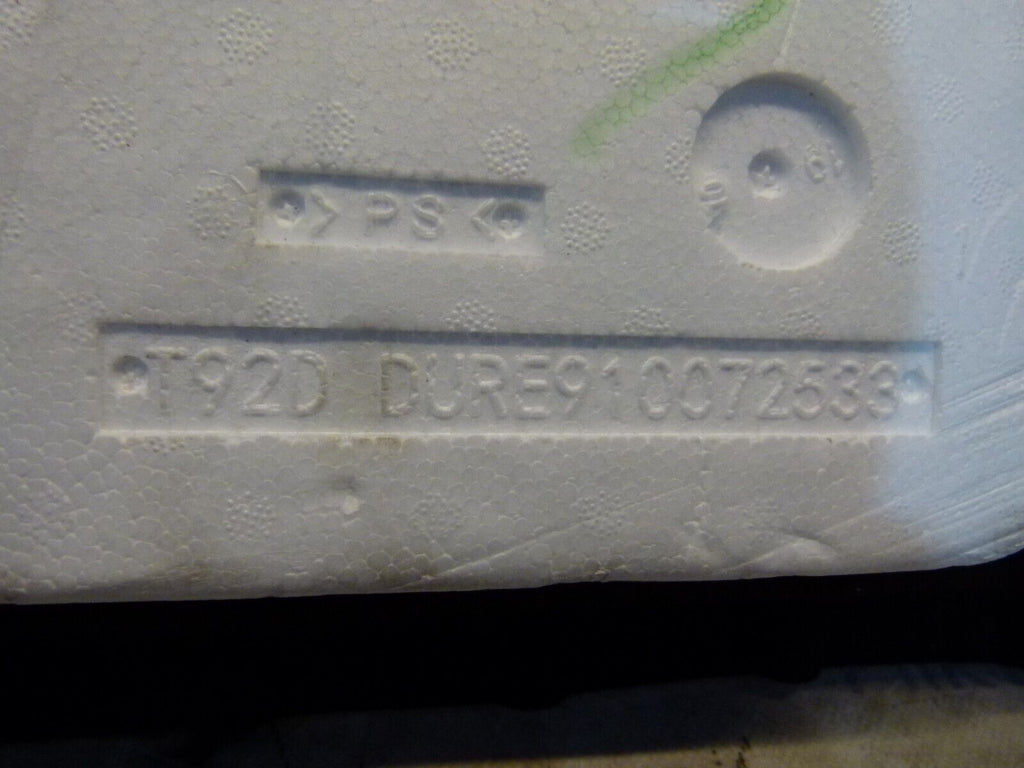 > PS <
T92D DURE910072533